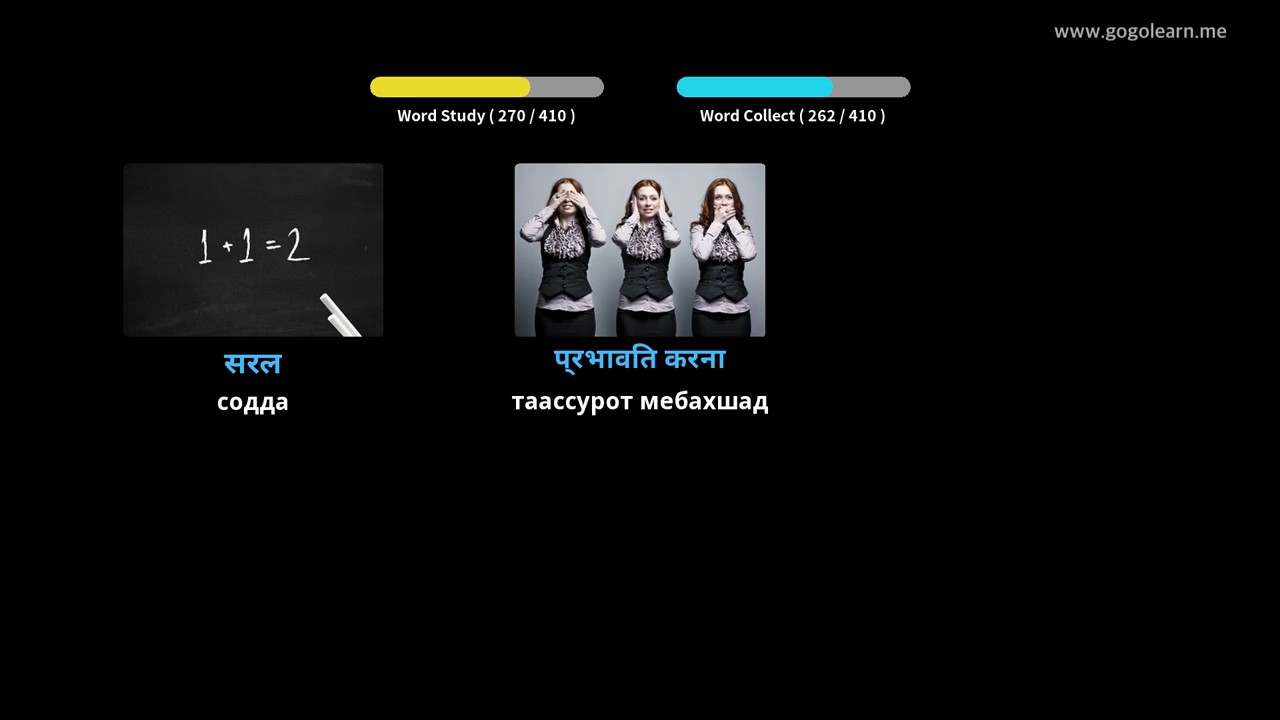 www.gogolearn.me
Word Study ( 270 / 410 )
Word Collect ( 262 / 410 )
1 + 1 = 2
सरल
содда
प्रभावति करना
таассурот мебахшад